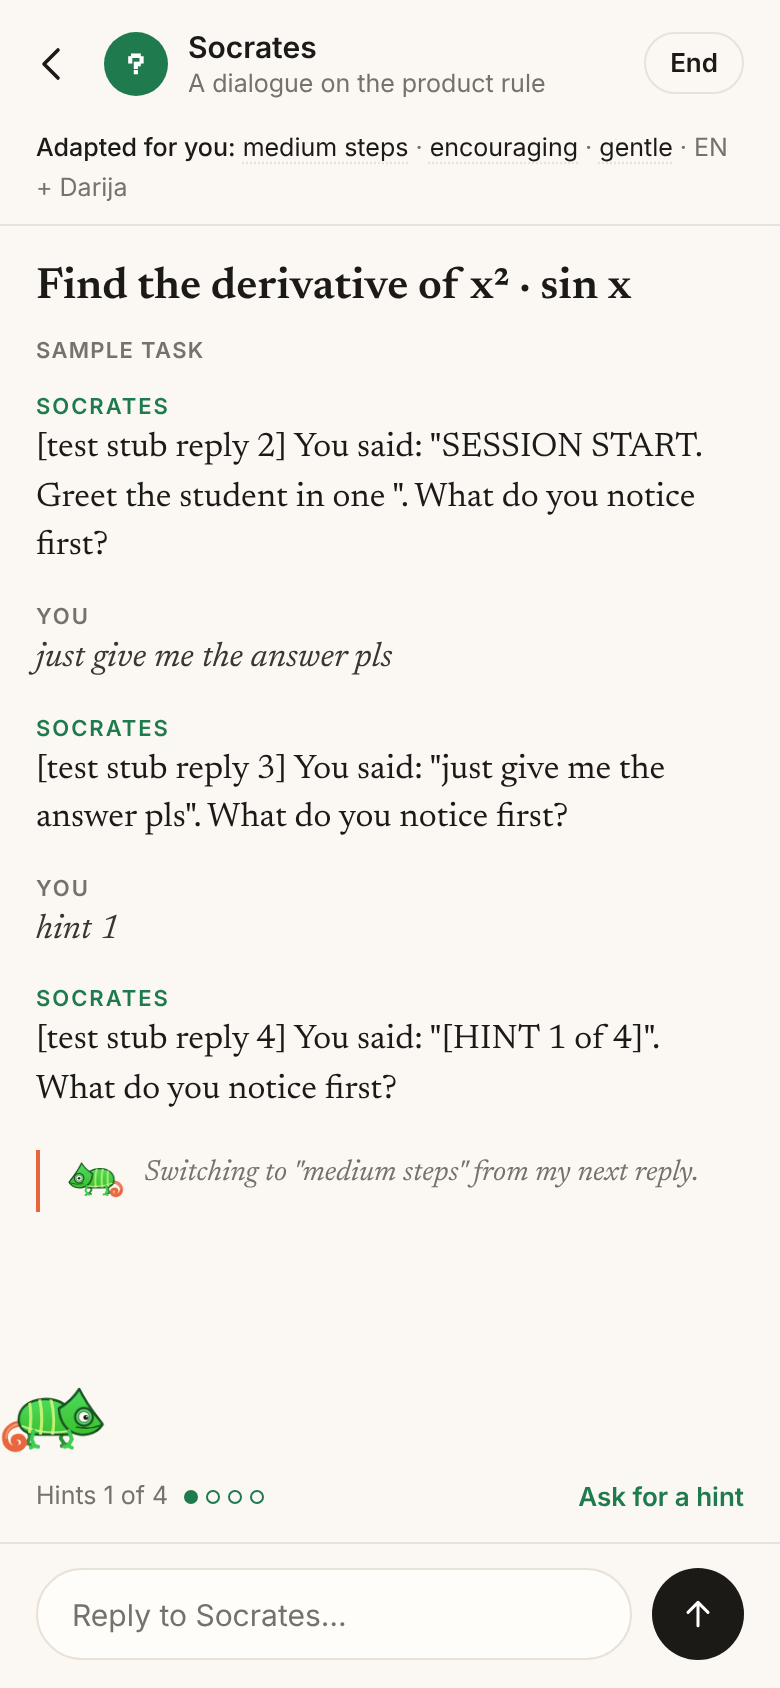 ?
Socrates
A dialogue on the product rule
End
Adapted for you: medium steps · encouraging · gentle · EN
+ Darija
Find the derivative of x² · sin x
SAMPLE TASK
SOCRATES
[test stub reply 2] You said: "SESSION START.
Greet the student in one ". What do you notice
first?
YOU
just give me the answer pls
SOCRATES
[test stub reply 3] You said: "just give me the
answer pls". What do you notice first?
YOU
hint 1
SOCRATES
[test stub reply 4] You said: "[HINT 1 of 4]".
What do you notice first?
Switching to "medium steps" from my next reply.
Hints 1 of 4
Ask for a hint
Reply to Socrates...